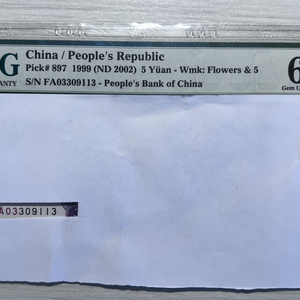 G
China / People's Republic
Pick# 897 1999 (ND 2002) 5 Yüan - Wmk: Flowers & 5
S/N FA03309113 - People's Bank of China
6
Gem U
A03309113